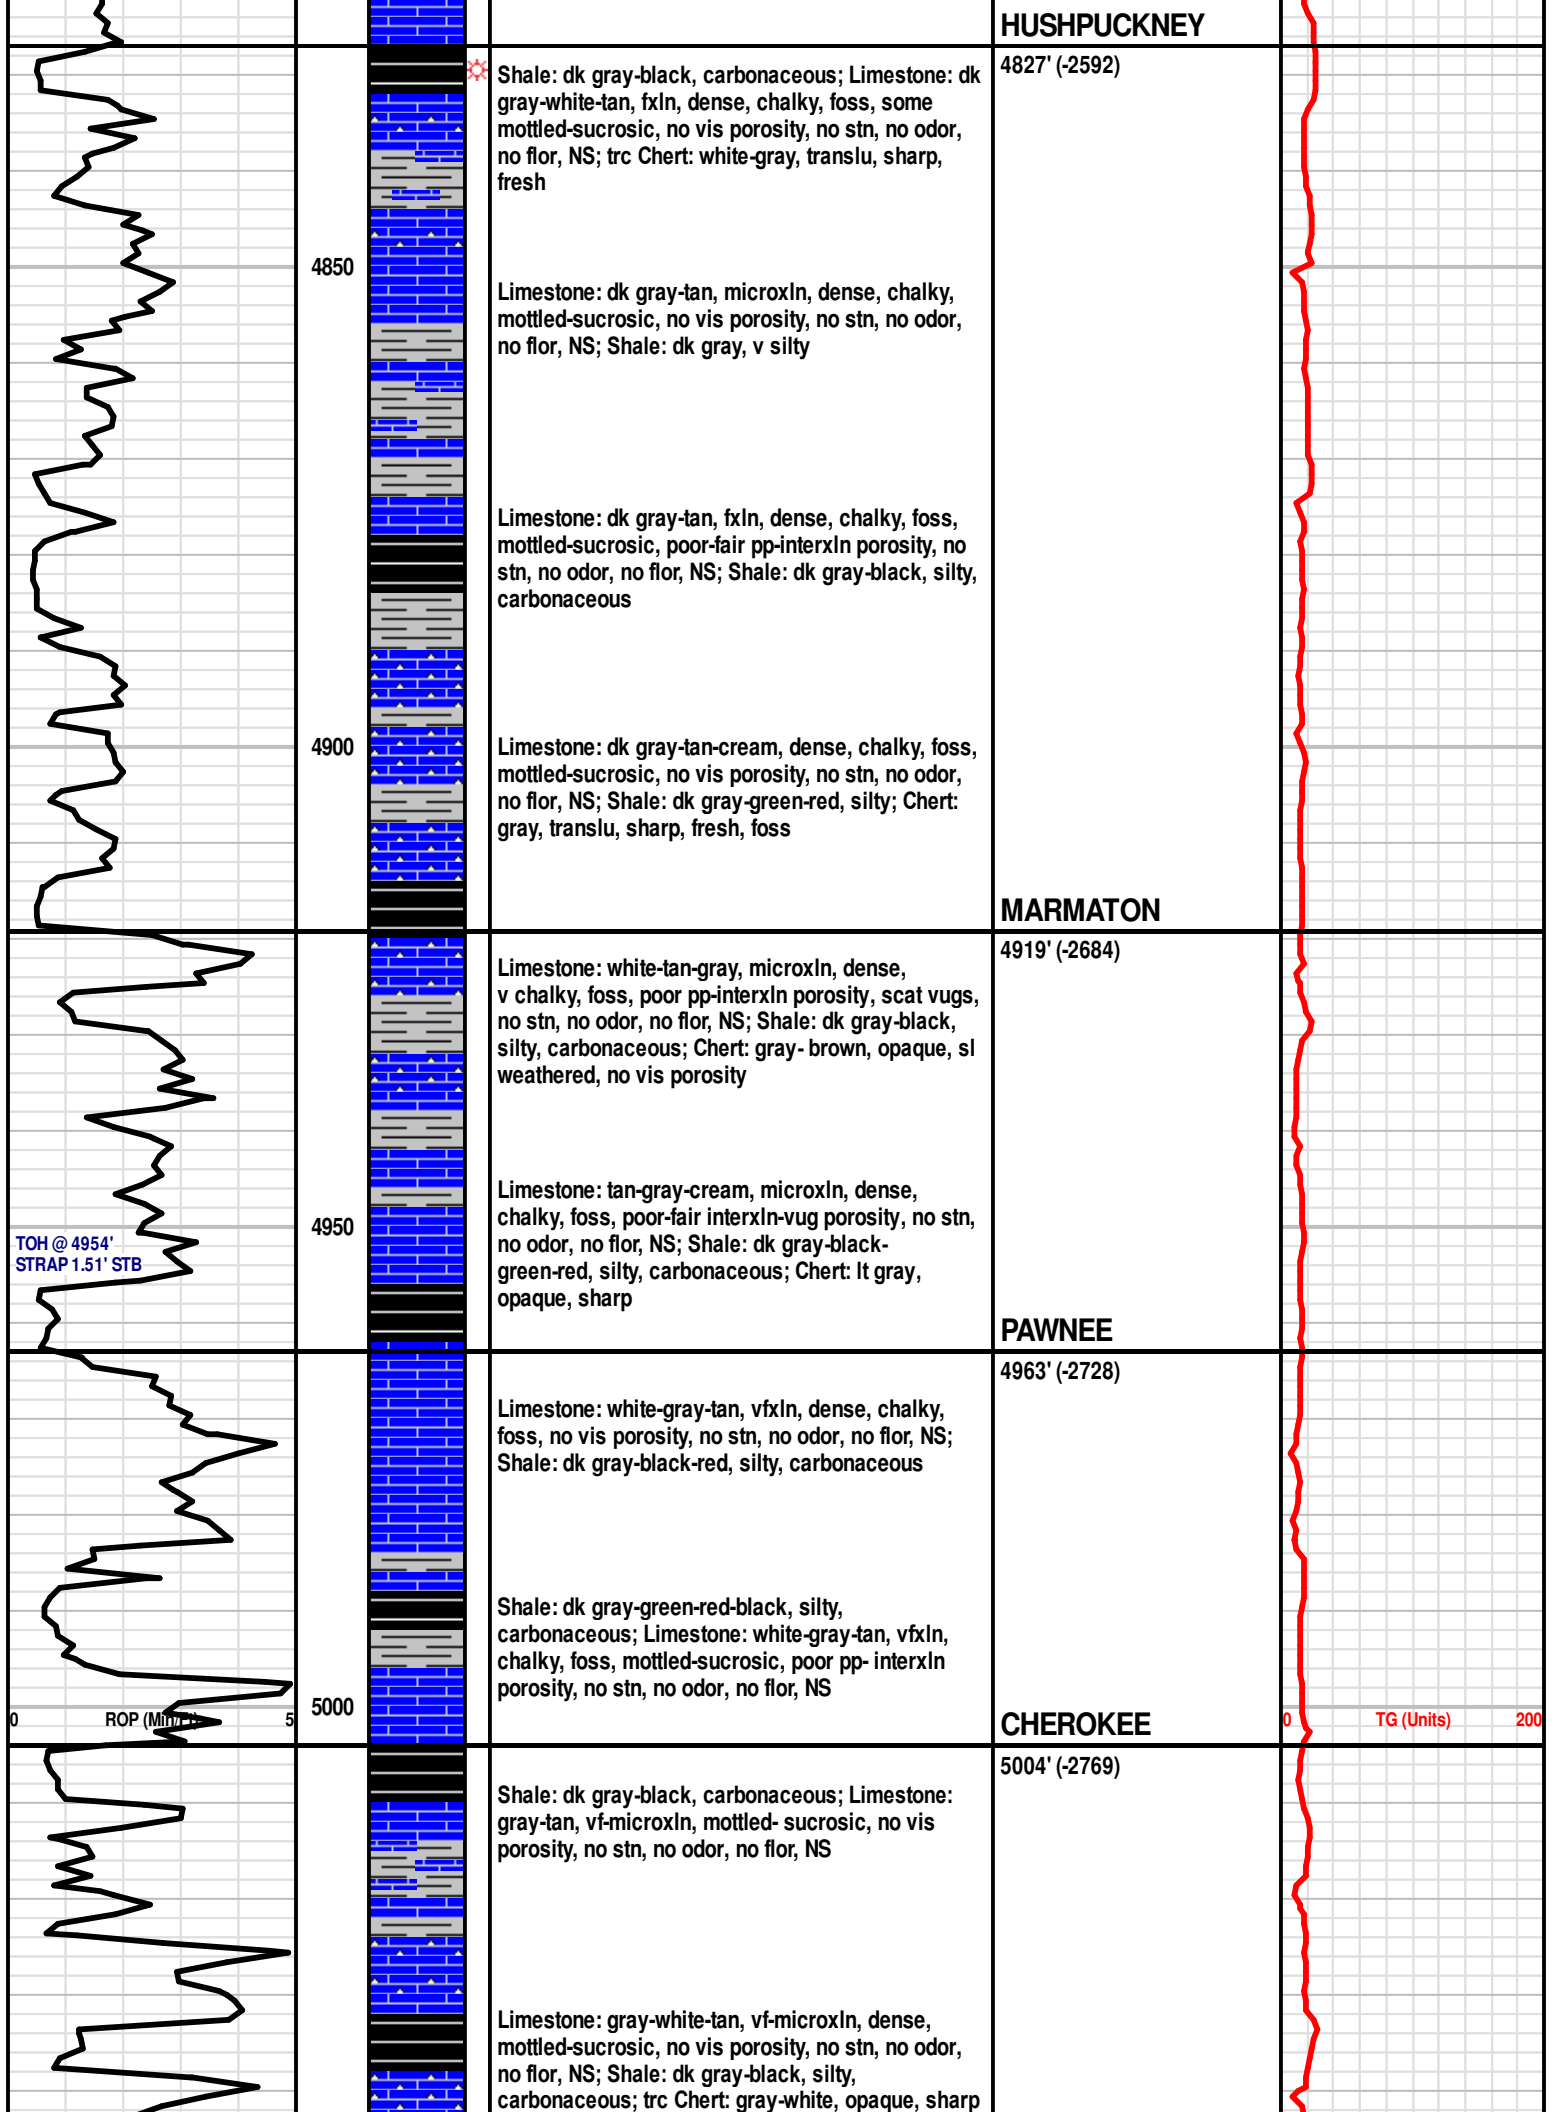 HUSHPUCKNEY
4827' (-2592)
Shale: dk gray-black, carbonaceous; Limestone: dk
gray-white-tan, fxln, dense, chalky, foss, some
mottled-sucrosic, no vis porosity, no stn, no odor,
no flor, NS; trc Chert: white-gray, translu, sharp,
fresh
4850
Limestone: dk gray-tan, microxln, dense, chalky,
mottled-sucrosic, no vis porosity, no stn, no odor,
no flor, NS; Shale: dk gray, v silty
Limestone: dk gray-tan, fxln, dense, chalky, foss,
mottled-sucrosic, poor-fair pp-interxln porosity, no
stn, no odor, no flor, NS; Shale: dk gray-black, silty,
carbonaceous
4900
Limestone: dk gray-tan-cream, dense, chalky, foss,
mottled-sucrosic, no vis porosity, no stn, no odor,
no flor, NS; Shale: dk gray-green-red, silty; Chert:
gray, translu, sharp, fresh, foss
MARMATON
4919' (-2684)
Limestone: white-tan-gray, microxln, dense,
v chalky, foss, poor pp-interxln porosity, scat vugs,
no stn, no odor, no flor, NS; Shale: dk gray-black,
silty, carbonaceous; Chert: gray- brown, opaque, sl
weathered, no vis porosity
Limestone: tan-gray-cream, microxln, dense,
chalky, foss, poor-fair interxln-vug porosity, no stn,
no odor, no flor, NS; Shale: dk gray-black-
green-red, silty, carbonaceous; Chert: lt gray,
opaque, sharp
4950
TOH @ 4954'
STRAP 1.51' STB
PAWNEE
4963' (-2728)
Limestone: white-gray-tan, vfxln, dense, chalky,
foss, no vis porosity, no stn, no odor, no flor, NS;
Shale: dk gray-black-red, silty, carbonaceous
Shale: dk gray-green-red-black, silty,
carbonaceous; Limestone: white-gray-tan, vfxln,
chalky, foss, mottled-sucrosic, poor pp- interxln
porosity, no stn, no odor, no flor, NS
0 ROP (Min/Ft) 5
5000
CHEROKEE
0 TG (Units) 200
5004' (-2769)
Shale: dk gray-black, carbonaceous; Limestone:
gray-tan, vf-microxln, mottled- sucrosic, no vis
porosity, no stn, no odor, no flor, NS
Limestone: gray-white-tan, vf-microxln, dense,
mottled-sucrosic, no vis porosity, no stn, no odor,
no flor, NS; Shale: dk gray-black, silty,
carbonaceous; trc Chert: gray-white, opaque, sharp